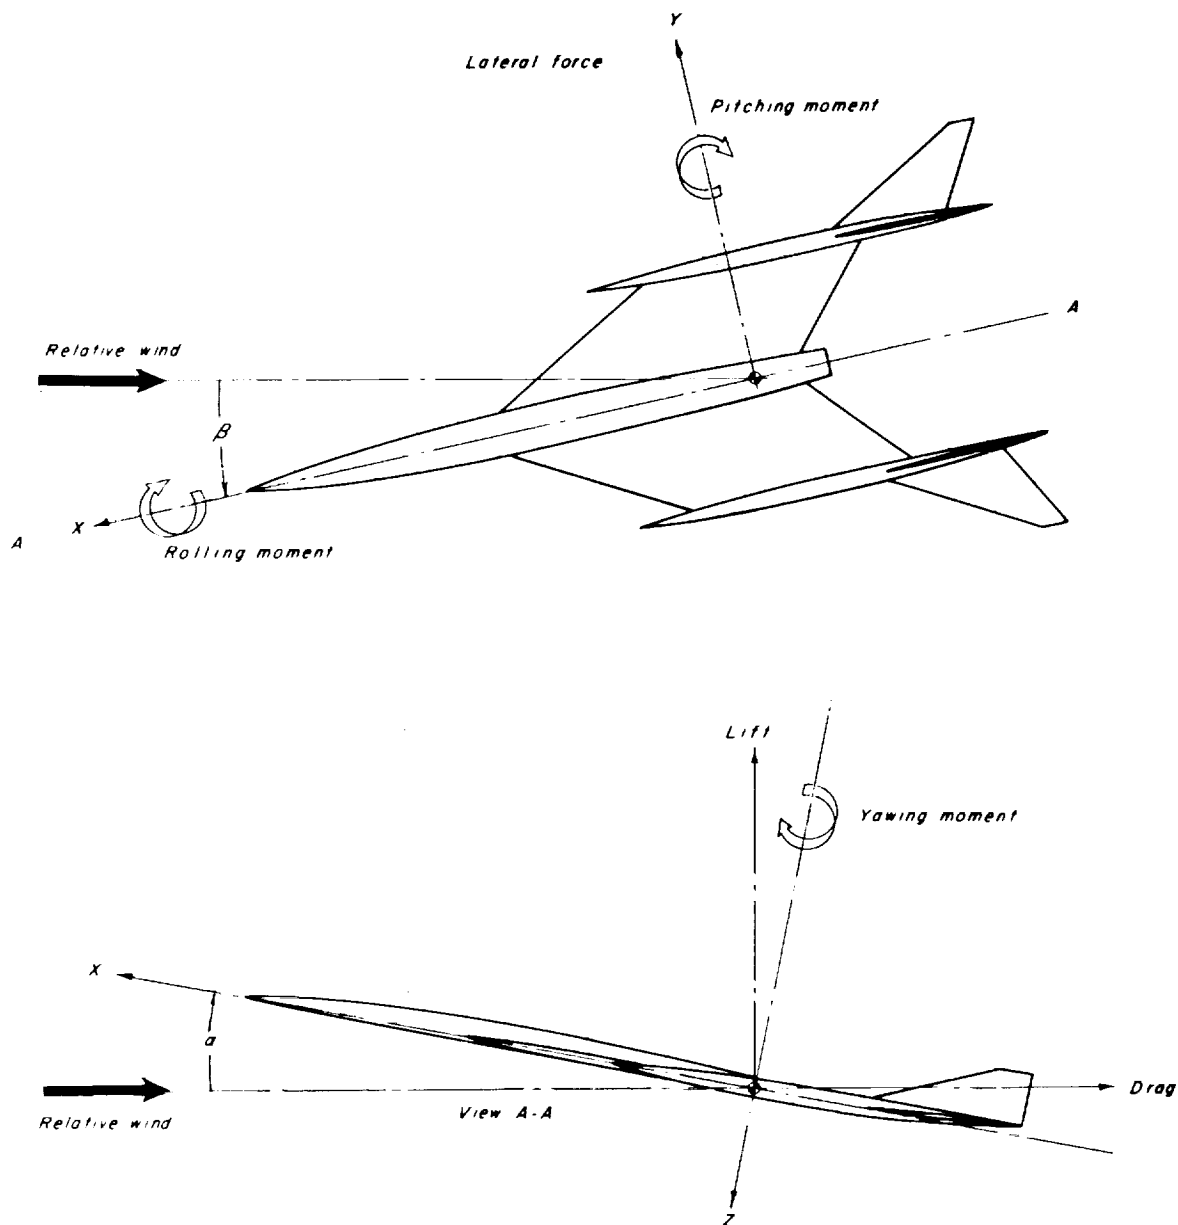 Y
Lateral force
Pitching moment
A
Relative wind
β
X
A
Rolling moment
Lift
Yawing moment
X
α
Drag
View A-A
Relative wind
Z